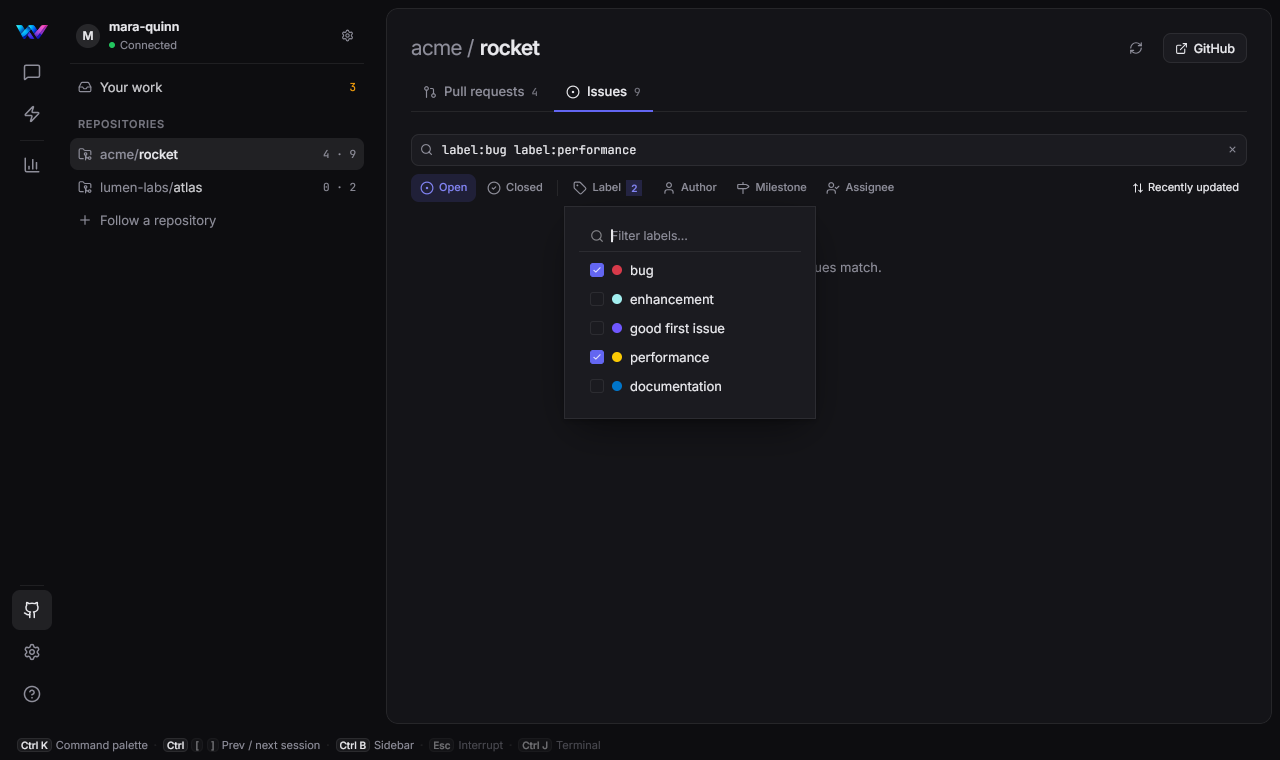 M
mara-quinn
Connected
Your work 3
REPOSITORIES
acme/rocket 4 · 9
lumen-labs/atlas 0 · 2
Follow a repository
acme / rocket
GitHub
Pull requests 4
Issues 9
label:bug label:performance
Open
Closed
Label 2
Author
Milestone
Assignee
Recently updated
Filter labels...
ues match.
bug
enhancement
good first issue
performance
documentation
Ctrl K Command palette · Ctrl [ ] Prev / next session · Ctrl B Sidebar · Esc Interrupt · Ctrl J Terminal